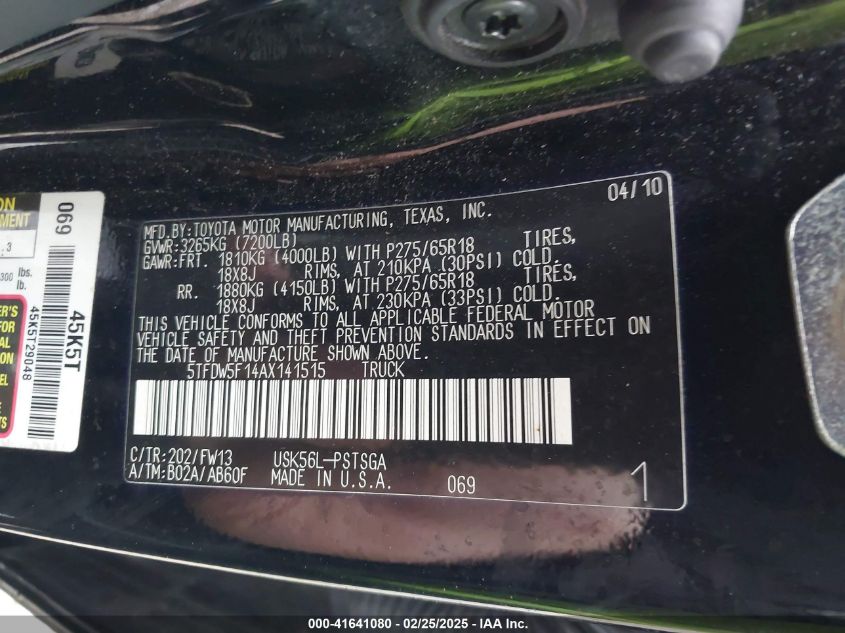 04/10
MFD.BY:TOYOTA MOTOR MANUFACTURING, TEXAS, INC.
GVWR:3265KG (7200LB)
GAWR:FRT. 1810KG (4000LB) WITH P275/65R18 TIRES,
18X8J RIMS, AT 210KPA (30PSI) COLD.
RR. 1880KG (4150LB) WITH P275/65R18 TIRES,
18X8J RIMS, AT 230KPA (33PSI) COLD.
THIS VEHICLE CONFORMS TO ALL APPLICABLE FEDERAL MOTOR
VEHICLE SAFETY AND THEFT PREVENTION STANDARDS IN EFFECT ON
THE DATE OF MANUFACTURE SHOWN ABOVE.
5TFDW5F14AX141515 TRUCK
C/TR:202/FW13 USK56L-PSTSGA
A/TM:B02A/AB60F MADE IN U.S.A. 069 1
069
45K5T
45K5T29048
300 lbs.
lb.
000-41641080 / 02/25/2025 - IAA Inc.